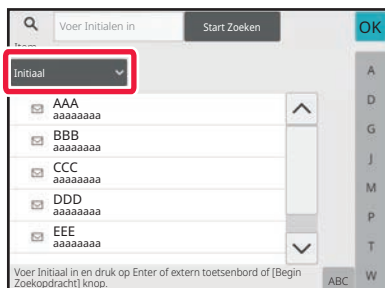 Voer Initialen in
Start Zoeken
OK
Item
Initiaal
A
D
G
J
M
P
T
W
AAA
aaaaaaaa
BBB
aaaaaaaa
CCC
aaaaaaaa
DDD
aaaaaaaa
EEE
aaaaaaaa
Voer Initiaal in en druk op Enter of extern toetsenbord of [Begin
Zoekopdracht] knop.
ABC